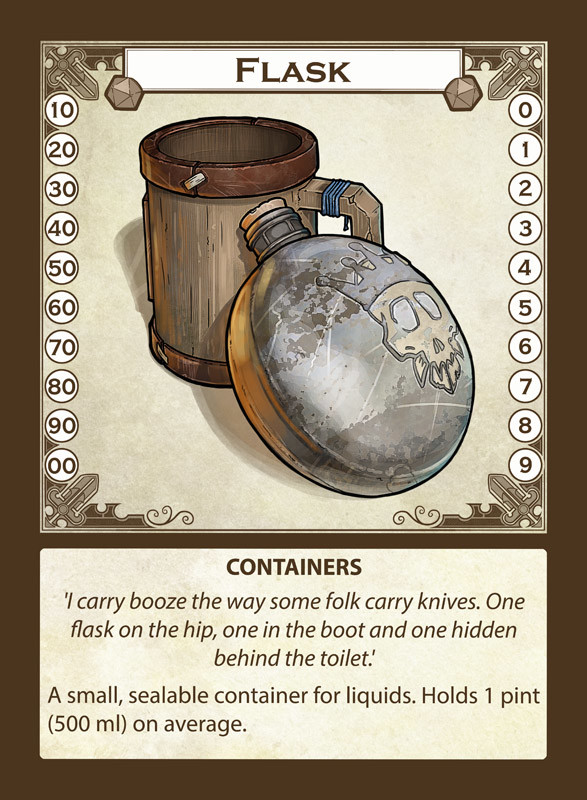 FLASK
10
20
30
40
50
60
70
80
90
00
0
1
2
3
4
5
6
7
8
9
CONTAINERS
'I carry booze the way some folk carry knives. One
flask on the hip, one in the boot and one hidden
behind the toilet.'
A small, sealable container for liquids. Holds 1 pint
(500 ml) on average.